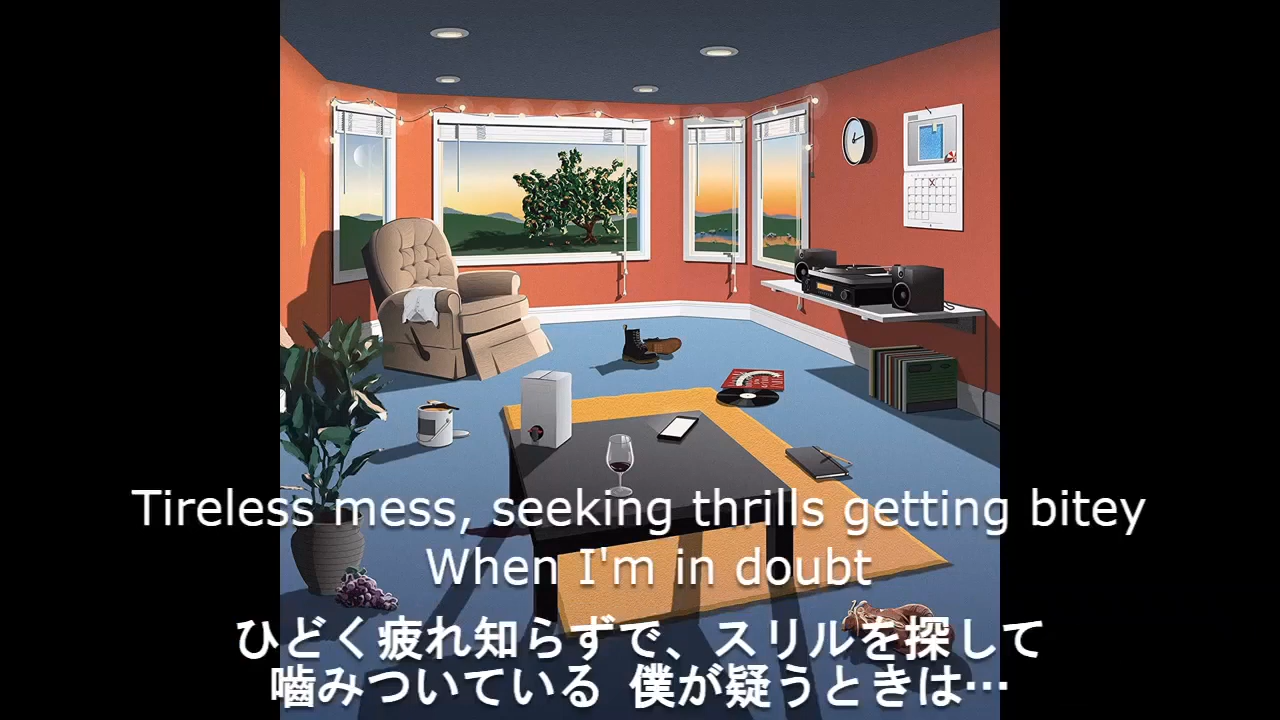 Tireless mess, seeking thrills getting bitey
When I'm in doubt
ひどく疲れ知らずで、スリルを探して
嚙みついている 僕が疑うときは…